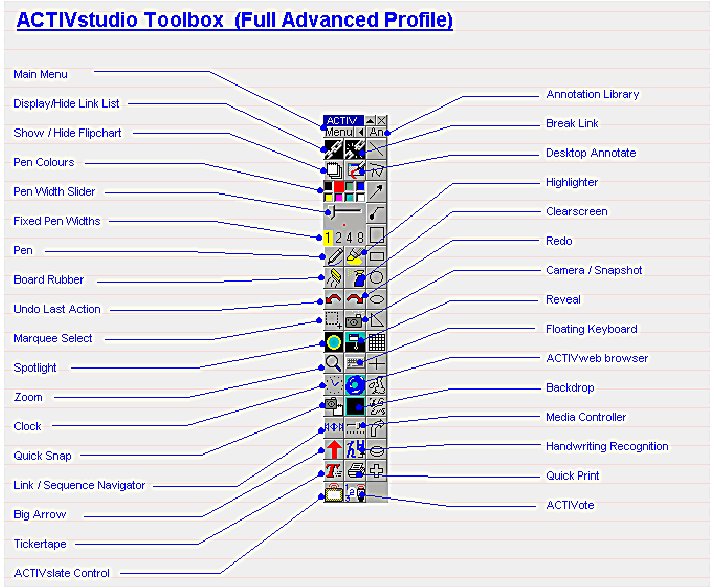 ACTIVstudio Toolbox (Full Advanced Profile)
Main Menu
Display/Hide Link List
Show / Hide Flipchart
Pen Colours
Pen Width Slider
Fixed Pen Widths
Pen
Board Rubber
Undo Last Action
Marquee Select
Spotlight
Zoom
Clock
Quick Snap
Link / Sequence Navigator
Big Arrow
Tickertape
ACTIVslate Control
ACTIV
Menu An
1 2 4 8
Annotation Library
Break Link
Desktop Annotate
Highlighter
Clearscreen
Redo
Camera / Snapshot
Reveal
Floating Keyboard
ACTIVweb browser
Backdrop
Media Controller
Handwriting Recognition
Quick Print
ACTIVote